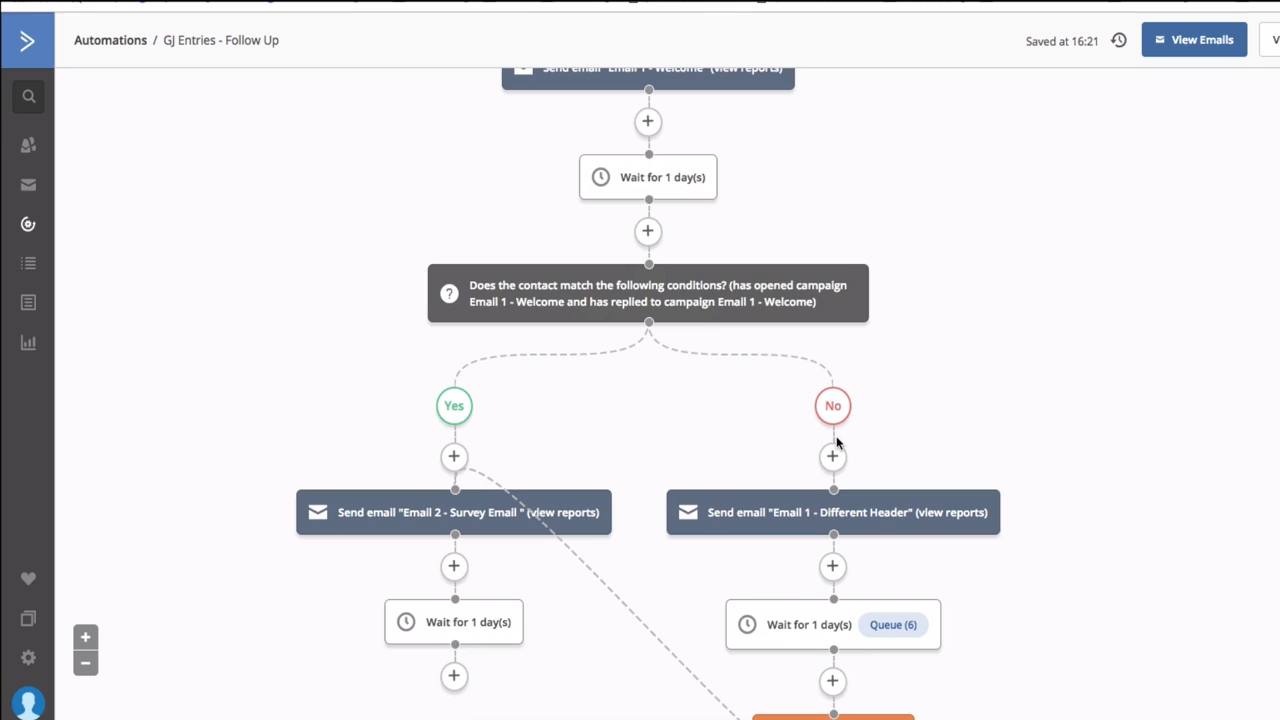 Automations / GJ Entries - Follow Up
Saved at 16:21
View Emails
V
Send email "Email 1 - Welcome" (view reports)
Wait for 1 day(s)
Does the contact match the following conditions? (has opened campaign
Email 1 - Welcome and has replied to campaign Email 1 - Welcome)
Yes
No
Send email "Email 2 - Survey Email " (view reports)
Send email "Email 1 - Different Header" (view reports)
Wait for 1 day(s)
Wait for 1 day(s) Queue (6)